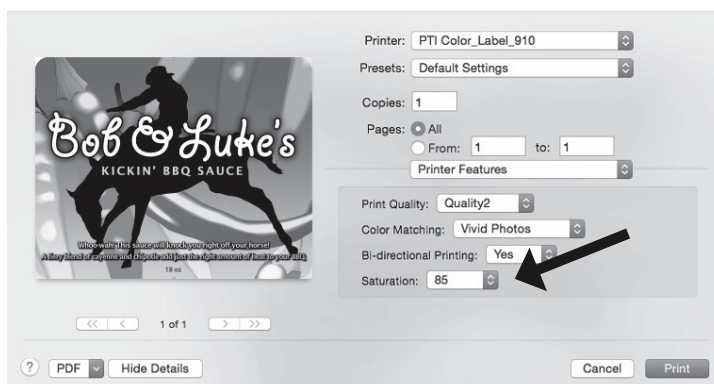 Printer: PTI Color_Label_910
Presets: Default Settings
Copies: 1
Pages: All
From: 1 to: 1
Printer Features
Print Quality: Quality2
Color Matching: Vivid Photos
Bi-directional Printing: Yes
Saturation: 85
Bob & Luke's
KICKIN' BBQ SAUCE
Whoo-wah! This sauce will knock you right off your horse!
A fiery blend of cayenne and chipotle add just the right amount of heat to your BBQ.
18 oz
<< < 1 of 1 > >>
? PDF Hide Details Cancel Print